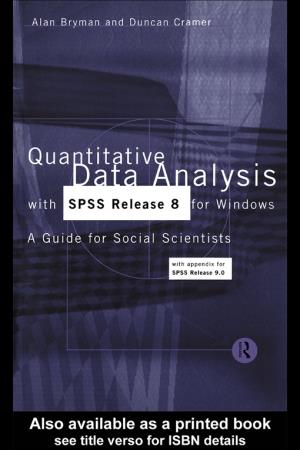 Alan Bryman and Duncan Cramer
Quantitative
Data Analysis
with SPSS Release 8 for Windows
A Guide for Social Scientists
with appendix for
SPSS Release 9.0
R
Also available as a printed book
see title verso for ISBN details